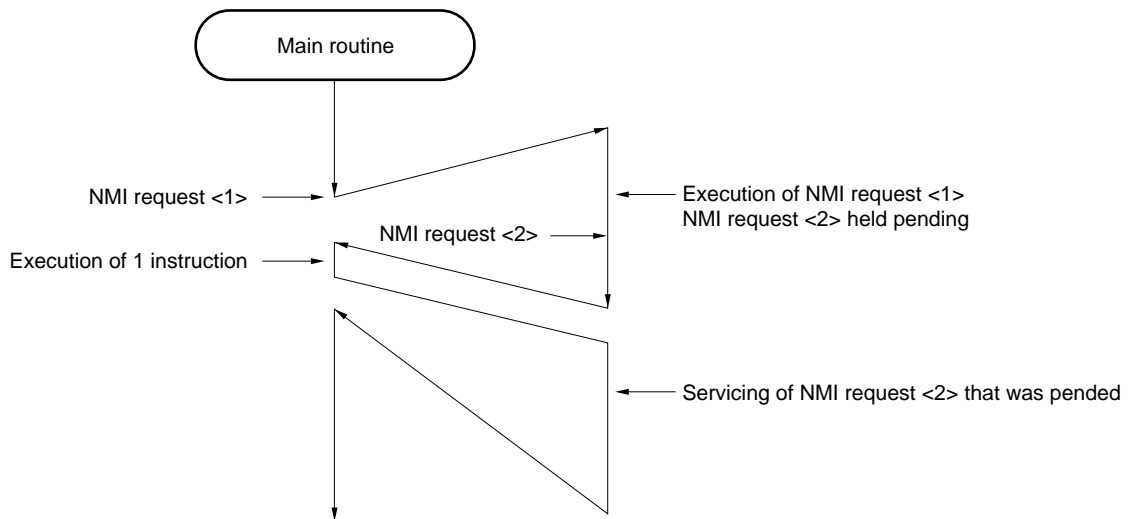 Main routine
NMI request <1>
Execution of NMI request <1>
NMI request <2> held pending
NMI request <2>
Execution of 1 instruction
Servicing of NMI request <2> that was pended